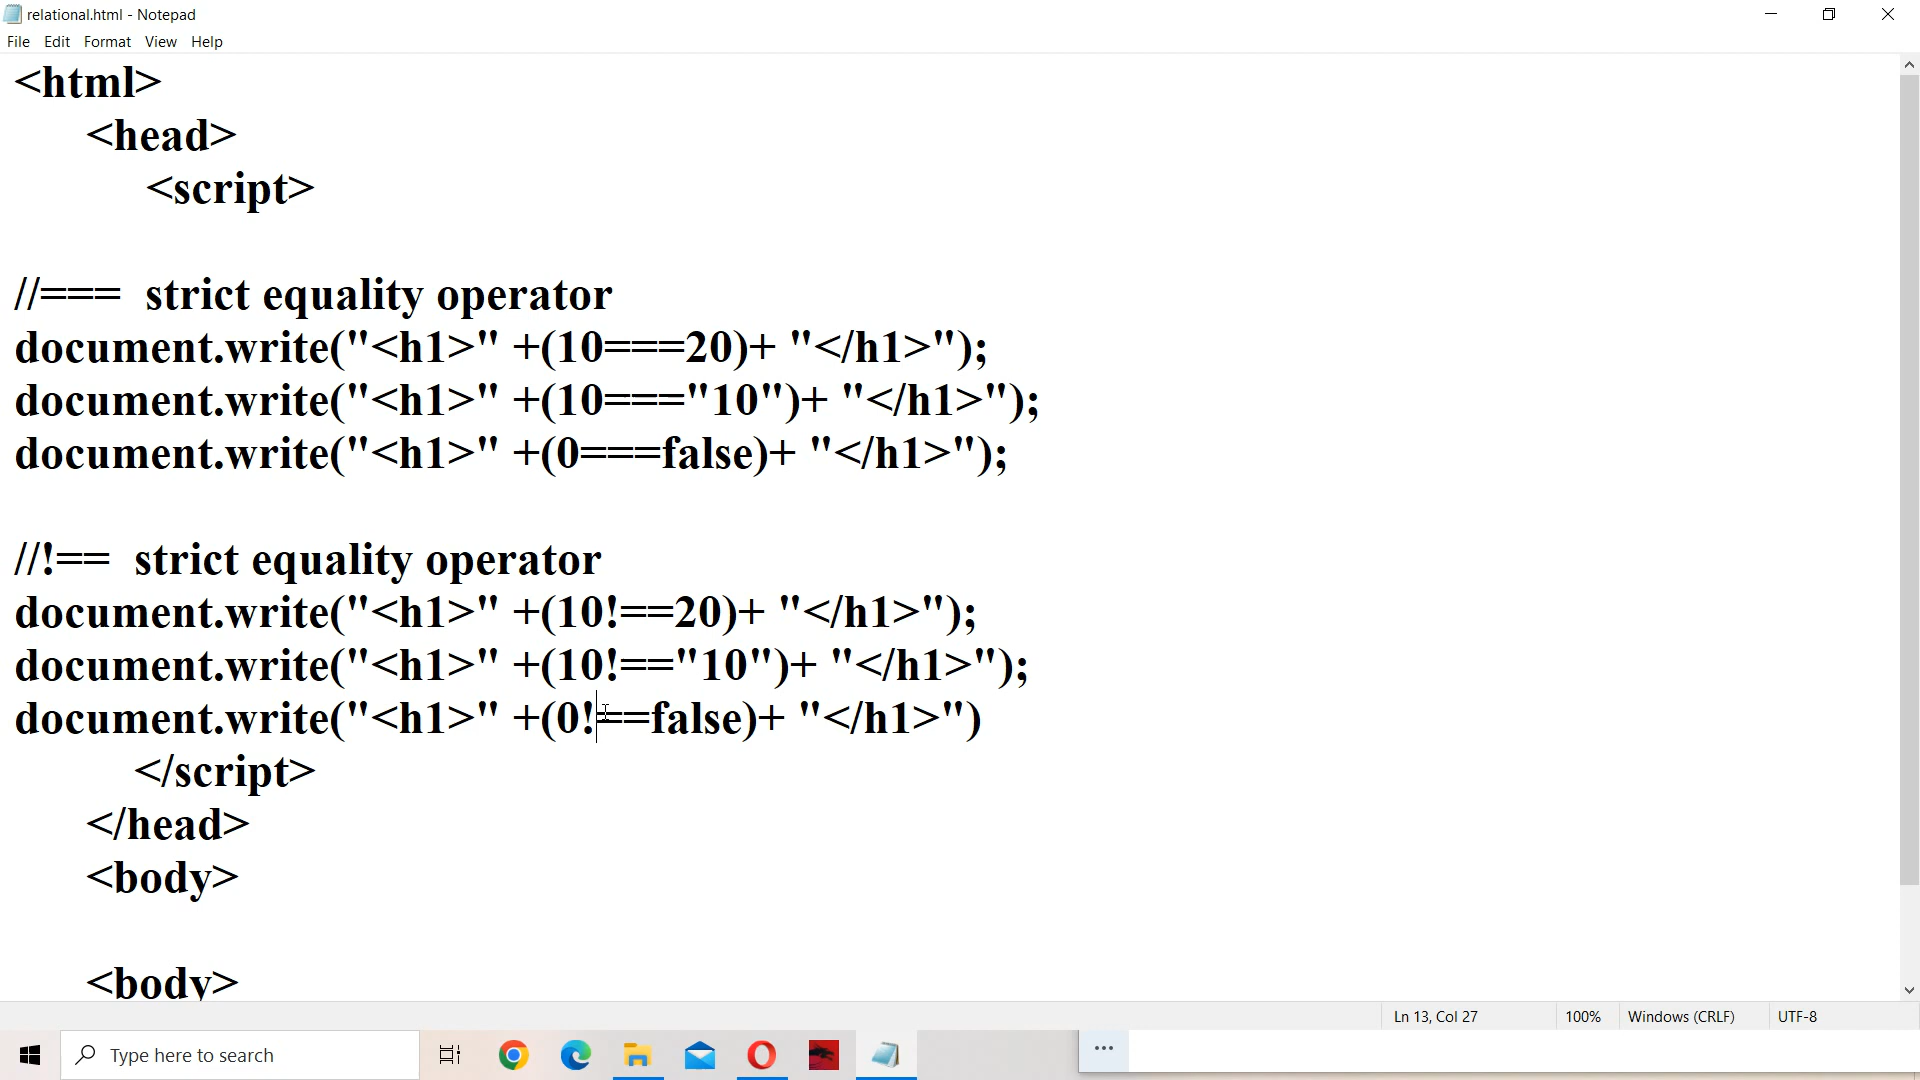 relational.html - Notepad
File Edit Format View Help
<html>
<head>
<script>
//=== strict equality operator
document.write("<h1>" +(10===20)+ "</h1>");
document.write("<h1>" +(10==="10")+ "</h1>");
document.write("<h1>" +(0===false)+ "</h1>");
//!== strict equality operator
document.write("<h1>" +(10!==20)+ "</h1>");
document.write("<h1>" +(10!=="10")+ "</h1>");
document.write("<h1>" +(0!==false)+ "</h1>")
</script>
</head>
<body>
<body>
Ln 13, Col 27 100% Windows (CRLF) UTF-8
Type here to search